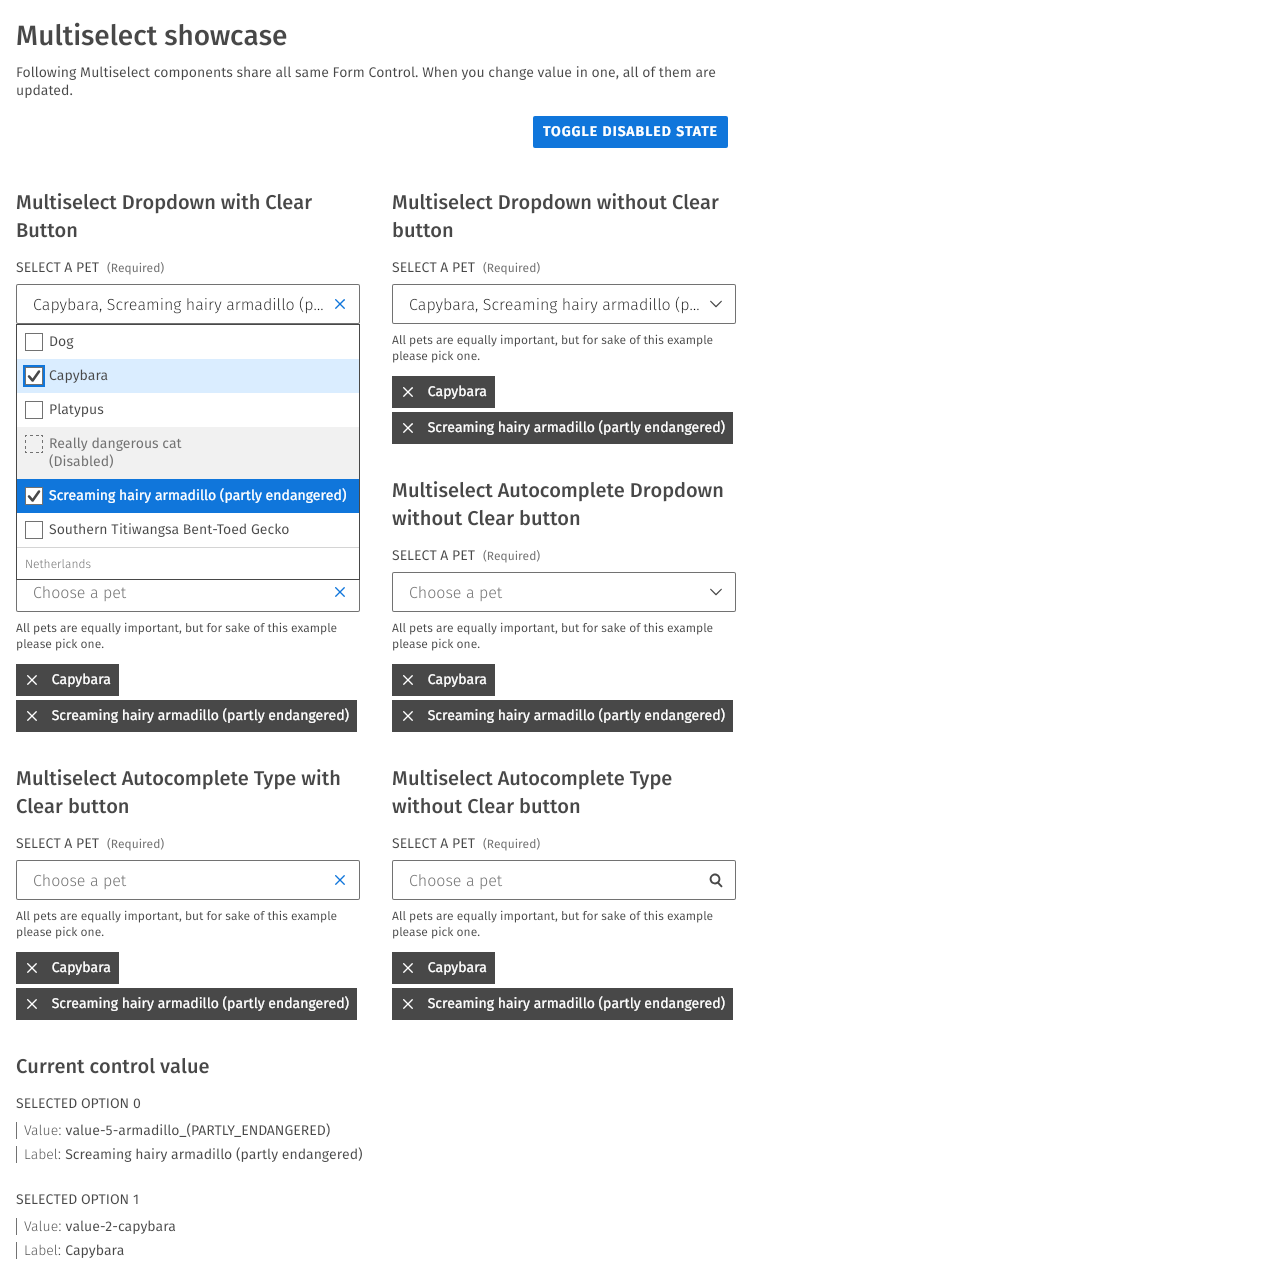 Multiselect showcase
Following Multiselect components share all same Form Control. When you change value in one, all of them are
updated.
TOGGLE DISABLED STATE
Multiselect Dropdown with Clear
Button
SELECT A PET (Required)
Capybara, Screaming hairy armadillo (p...
Dog
Capybara
Platypus
Really dangerous cat
(Disabled)
Screaming hairy armadillo (partly endangered)
Southern Titiwangsa Bent-Toed Gecko
Netherlands
Choose a pet
All pets are equally important, but for sake of this example
please pick one.
Capybara
Screaming hairy armadillo (partly endangered)
Multiselect Dropdown without Clear
button
SELECT A PET (Required)
Capybara, Screaming hairy armadillo (p...
All pets are equally important, but for sake of this example
please pick one.
Capybara
Screaming hairy armadillo (partly endangered)
Multiselect Autocomplete Dropdown
without Clear button
SELECT A PET (Required)
Choose a pet
All pets are equally important, but for sake of this example
please pick one.
Capybara
Screaming hairy armadillo (partly endangered)
Multiselect Autocomplete Type with
Clear button
SELECT A PET (Required)
Choose a pet
All pets are equally important, but for sake of this example
please pick one.
Capybara
Screaming hairy armadillo (partly endangered)
Multiselect Autocomplete Type
without Clear button
SELECT A PET (Required)
Choose a pet
All pets are equally important, but for sake of this example
please pick one.
Capybara
Screaming hairy armadillo (partly endangered)
Current control value
SELECTED OPTION 0
Value: value-5-armadillo_(PARTLY_ENDANGERED)
Label: Screaming hairy armadillo (partly endangered)
SELECTED OPTION 1
Value: value-2-capybara
Label: Capybara